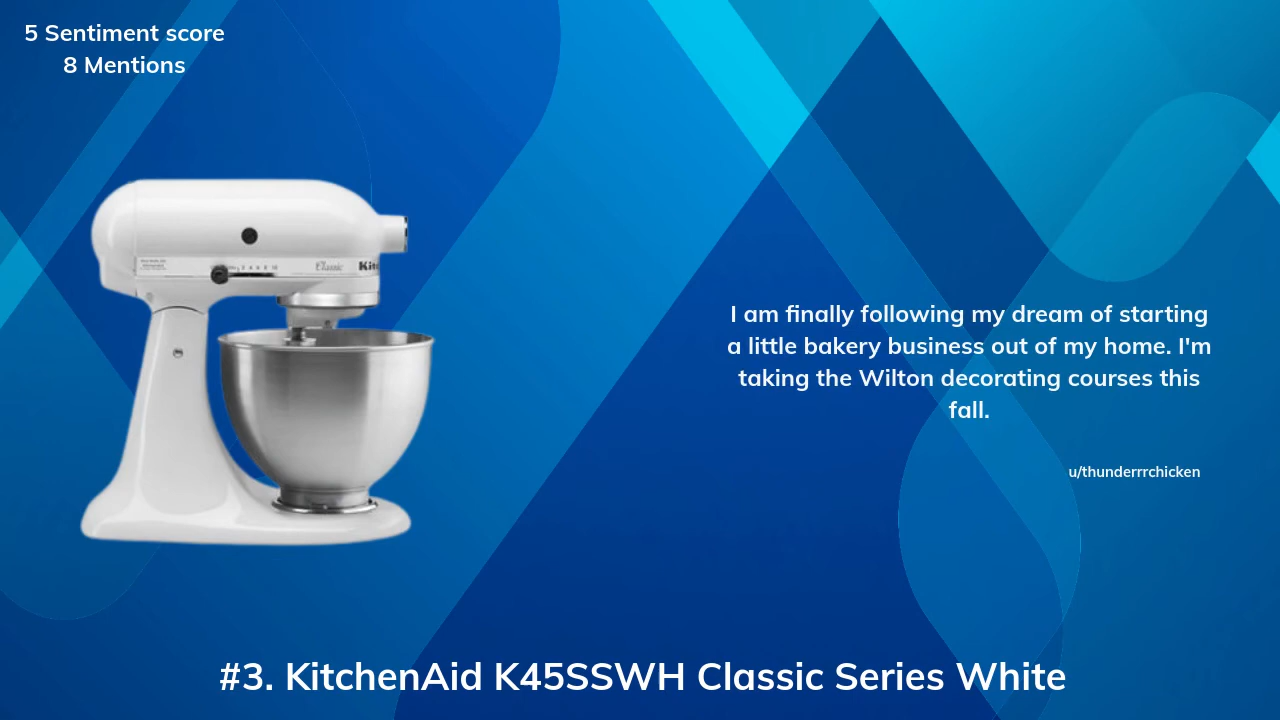 5 Sentiment score
8 Mentions
Classic
I am finally following my dream of starting
a little bakery business out of my home. I'm
taking the Wilton decorating courses this
fall.
u/thunderrrchicken
#3. KitchenAid K45SSWH Classic Series White